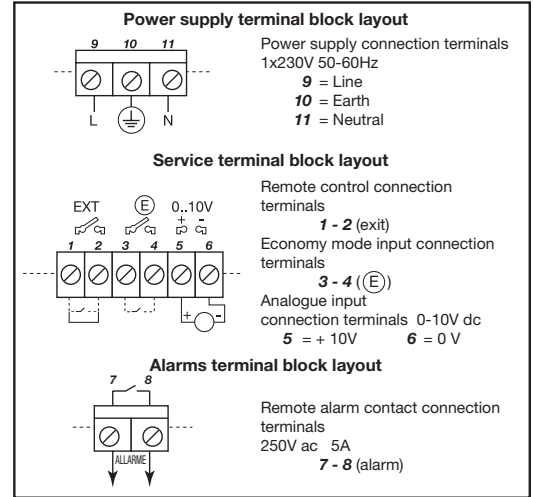 Power supply terminal block layout
9 10 11
L N
Power supply connection terminals
1x230V 50-60Hz
9 = Line
10 = Earth
11 = Neutral
Service terminal block layout
EXT E 0..10V
+ -
1 2 3 4 5 6
+ -
Remote control connection
terminals
1 - 2 (exit)
Economy mode input connection
terminals
3 - 4 (E)
Analogue input
connection terminals 0-10V dc
5 = + 10V 6 = 0 V
Alarms terminal block layout
7 8
ALLARME
Remote alarm contact connection
terminals
250V ac 5A
7 - 8 (alarm)